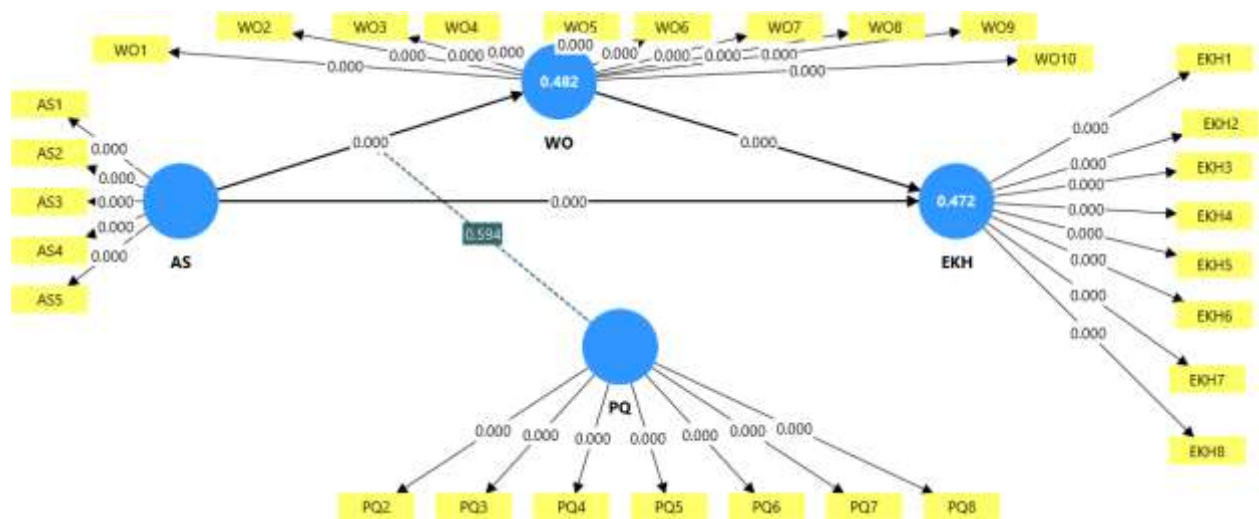 WO1
WO2
WO3
WO4
WO5
WO6
WO7
WO8
WO9
WO10
0.000
0.000
0.000
0.000
0.000
0.000
0.000
0.000
0.000
0.000
0.482
WO
AS1
AS2
AS3
AS4
AS5
0.000
0.000
0.000
0.000
0.000
AS
0.000
0.000
0.000
0.594
0.472
EKH
EKH1
EKH2
EKH3
EKH4
EKH5
EKH6
EKH7
EKH8
0.000
0.000
0.000
0.000
0.000
0.000
0.000
0.000
PQ
0.000
0.000
0.000
0.000
0.000
0.000
0.000
PQ2
PQ3
PQ4
PQ5
PQ6
PQ7
PQ8